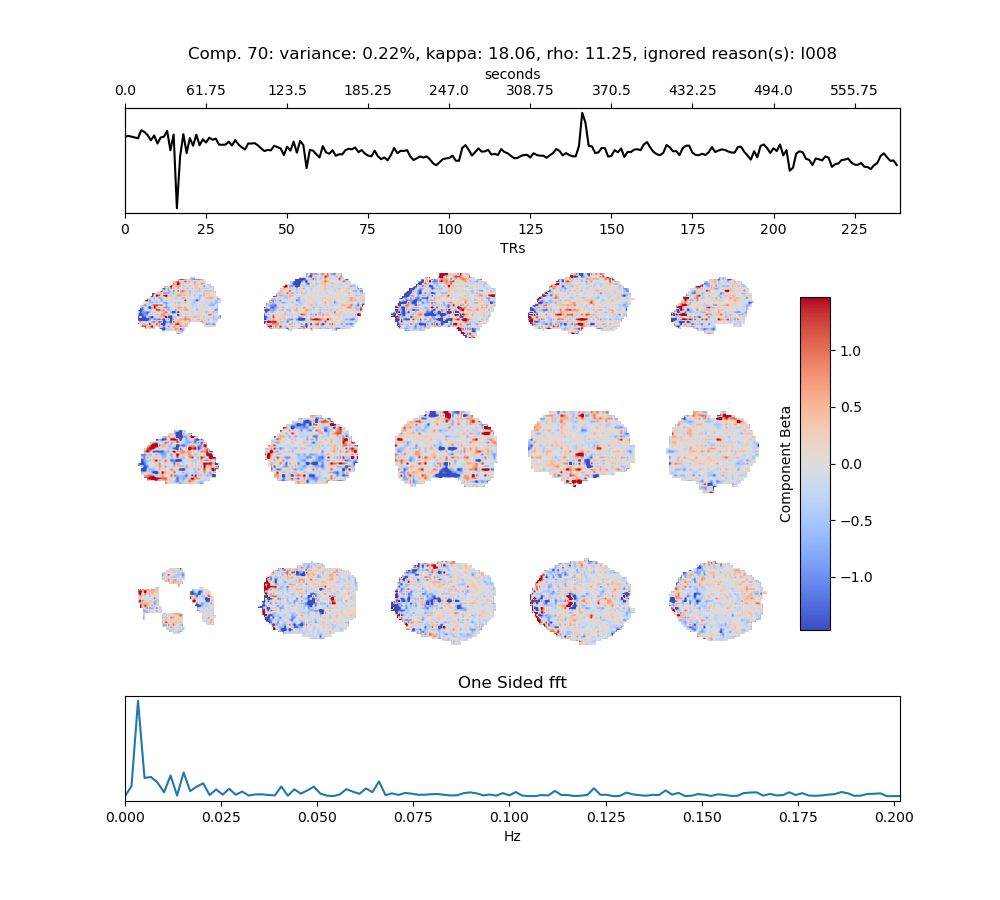 Comp. 70: variance: 0.22%, kappa: 18.06, rho: 11.25, ignored reason(s): I008
seconds
0.0 61.75 123.5 185.25 247.0 308.75 370.5 432.25 494.0 555.75
0 25 50 75 100 125 150 175 200 225
TRs
1.0
0.5
0.0
−0.5
−1.0
Component Beta
One Sided fft
0.000 0.025 0.050 0.075 0.100 0.125 0.150 0.175 0.200
Hz